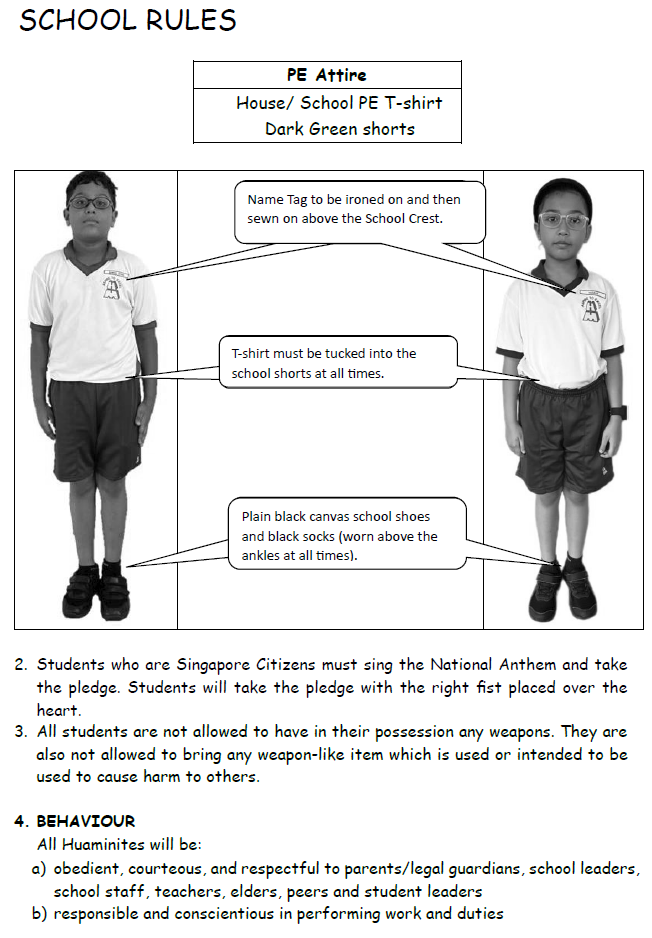 SCHOOL RULES
PE Attire
House/ School PE T-shirt
Dark Green shorts
Name Tag to be ironed on and then
sewn on above the School Crest.
T-shirt must be tucked into the
school shorts at all times.
Plain black canvas school shoes
and black socks (worn above the
ankles at all times).
2. Students who are Singapore Citizens must sing the National Anthem and take
the pledge. Students will take the pledge with the right fist placed over the
heart.
3. All students are not allowed to have in their possession any weapons. They are
also not allowed to bring any weapon-like item which is used or intended to be
used to cause harm to others.
4. BEHAVIOUR
All Huaminites will be:
a) obedient, courteous, and respectful to parents/legal guardians, school leaders,
school staff, teachers, elders, peers and student leaders
b) responsible and conscientious in performing work and duties